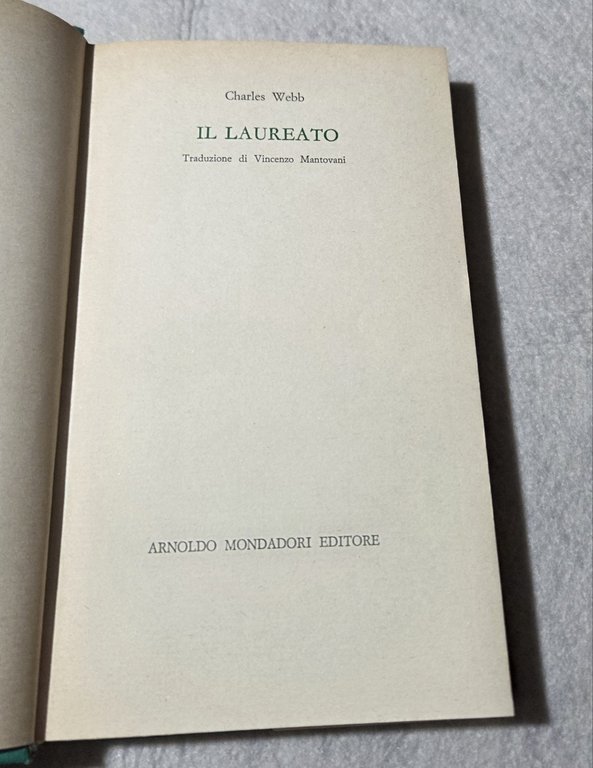 Charles Webb
IL LAUREATO
Traduzione di Vincenzo Mantovani
ARNOLDO MONDADORI EDITORE